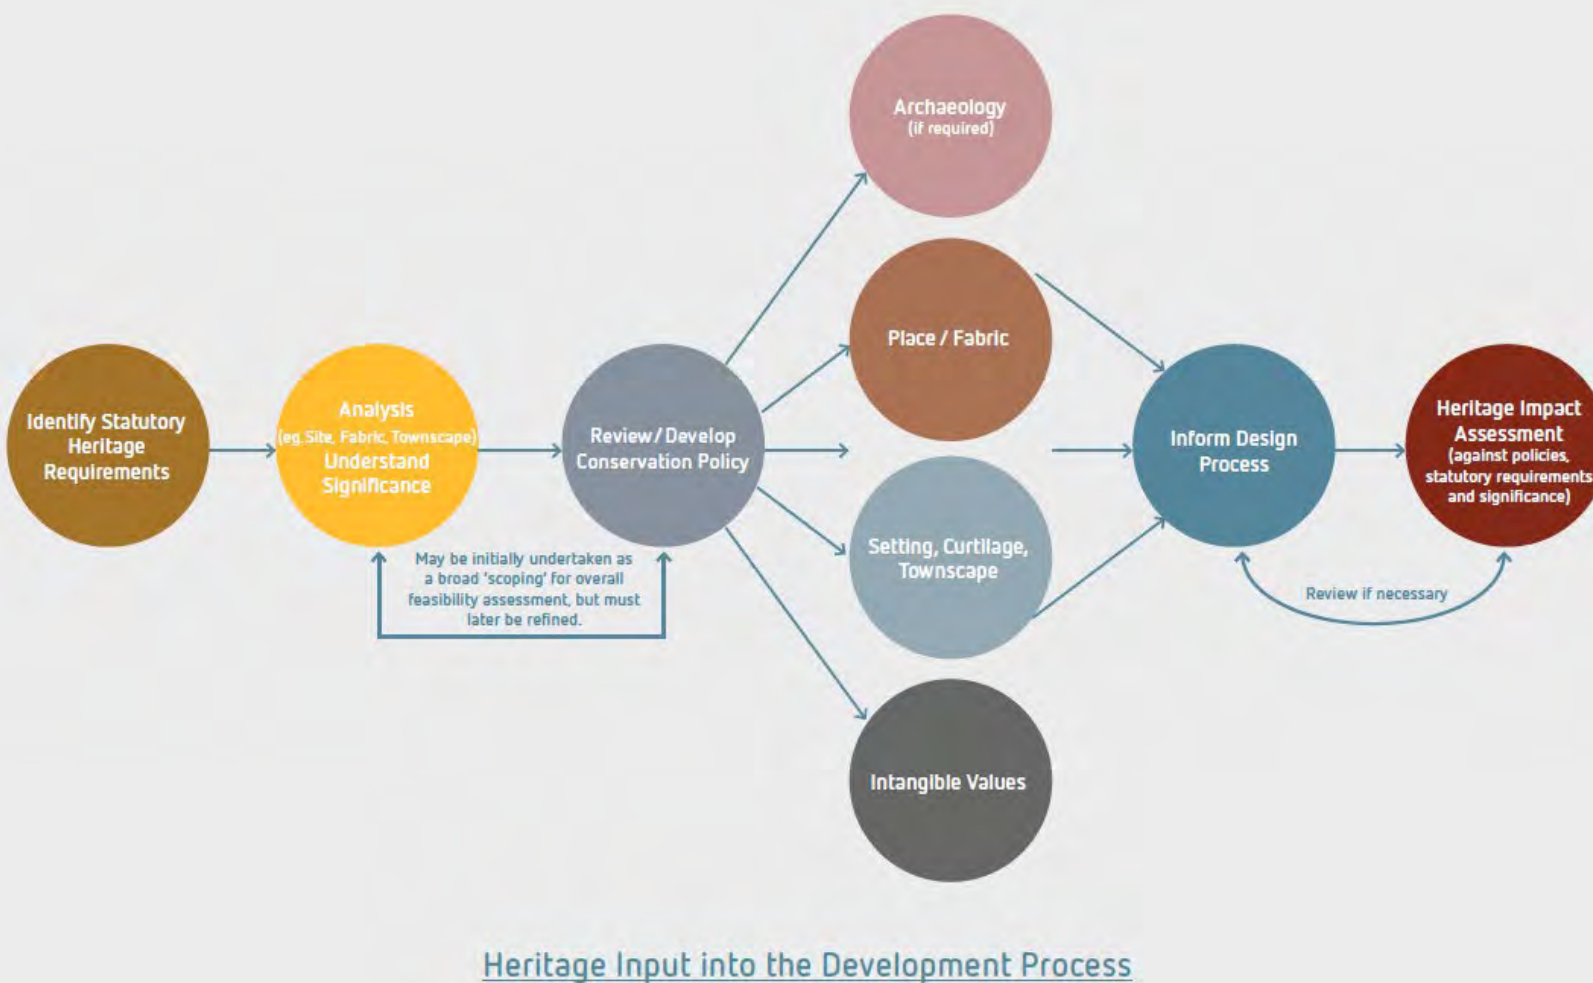 Identify Statutory
Heritage
Requirements
Analysis
(eg.Site, Fabric, Townscape)
Understand
Significance
May be initially undertaken as
a broad 'scoping' for overall
feasibility assessment, but must
later be refined.
Review / Develop
Conservation Policy
Archaeology
(if required)
Place / Fabric
Setting, Curtilage,
Townscape
Intangible Values
Inform Design
Process
Heritage Impact
Assessment
(against policies,
statutory requirements
and significance)
Review if necessary
Heritage Input into the Development Process